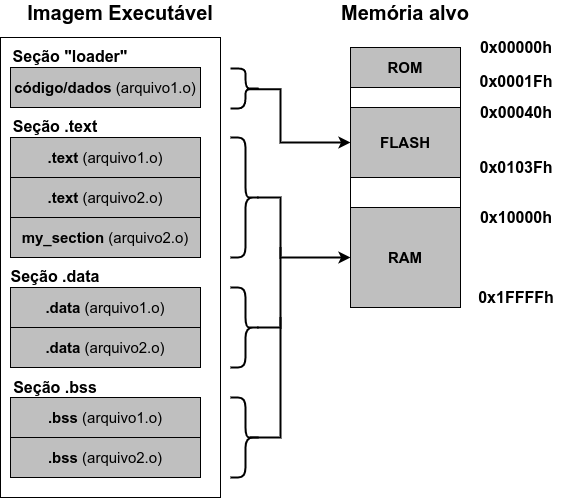 Imagem Executável
Seção "loader"
código/dados (arquivo1.o)
Seção .text
.text (arquivo1.o)
.text (arquivo2.o)
my_section (arquivo2.o)
Seção .data
.data (arquivo1.o)
.data (arquivo2.o)
Seção .bss
.bss (arquivo1.o)
.bss (arquivo2.o)
Memória alvo
ROM
FLASH
RAM
0x00000h
0x0001Fh
0x00040h
0x0103Fh
0x10000h
0x1FFFFh